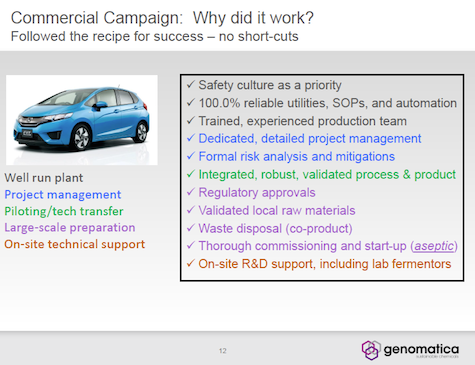 Commercial Campaign: Why did it work?
Followed the recipe for success – no short-cuts
Well run plant
Project management
Piloting/tech transfer
Large-scale preparation
On-site technical support
✓ Safety culture as a priority
✓ 100.0% reliable utilities, SOPs, and automation
✓ Trained, experienced production team
✓ Dedicated, detailed project management
✓ Formal risk analysis and mitigations
✓ Integrated, robust, validated process & product
✓ Regulatory approvals
✓ Validated local raw materials
✓ Waste disposal (co-product)
✓ Thorough commissioning and start-up (aseptic)
✓ On-site R&D support, including lab fermentors
12
genomatica
sustainable chemicals